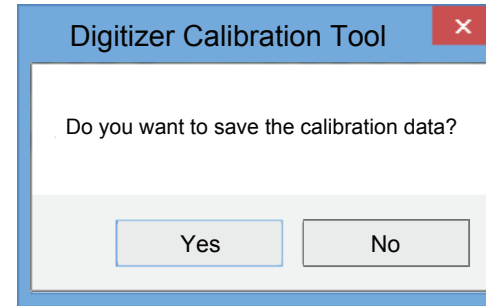 Digitizer Calibration Tool
Do you want to save the calibration data?
Yes No